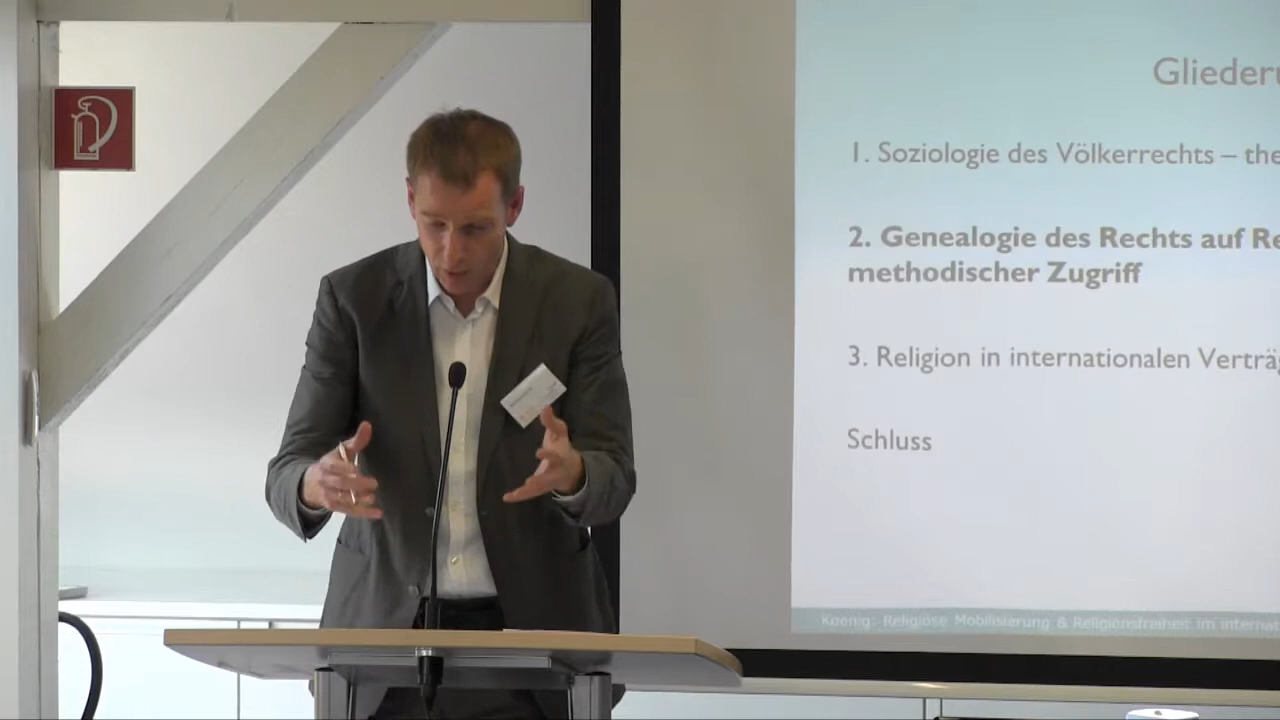 Glieder
1. Soziologie des Völkerrechts – the
2. Genealogie des Rechts auf Re
methodischer Zugriff
3. Religion in internationalen Verträ
Schluss
Koenig: Religiöse Mobilisierung & Religionsfreiheit im internat